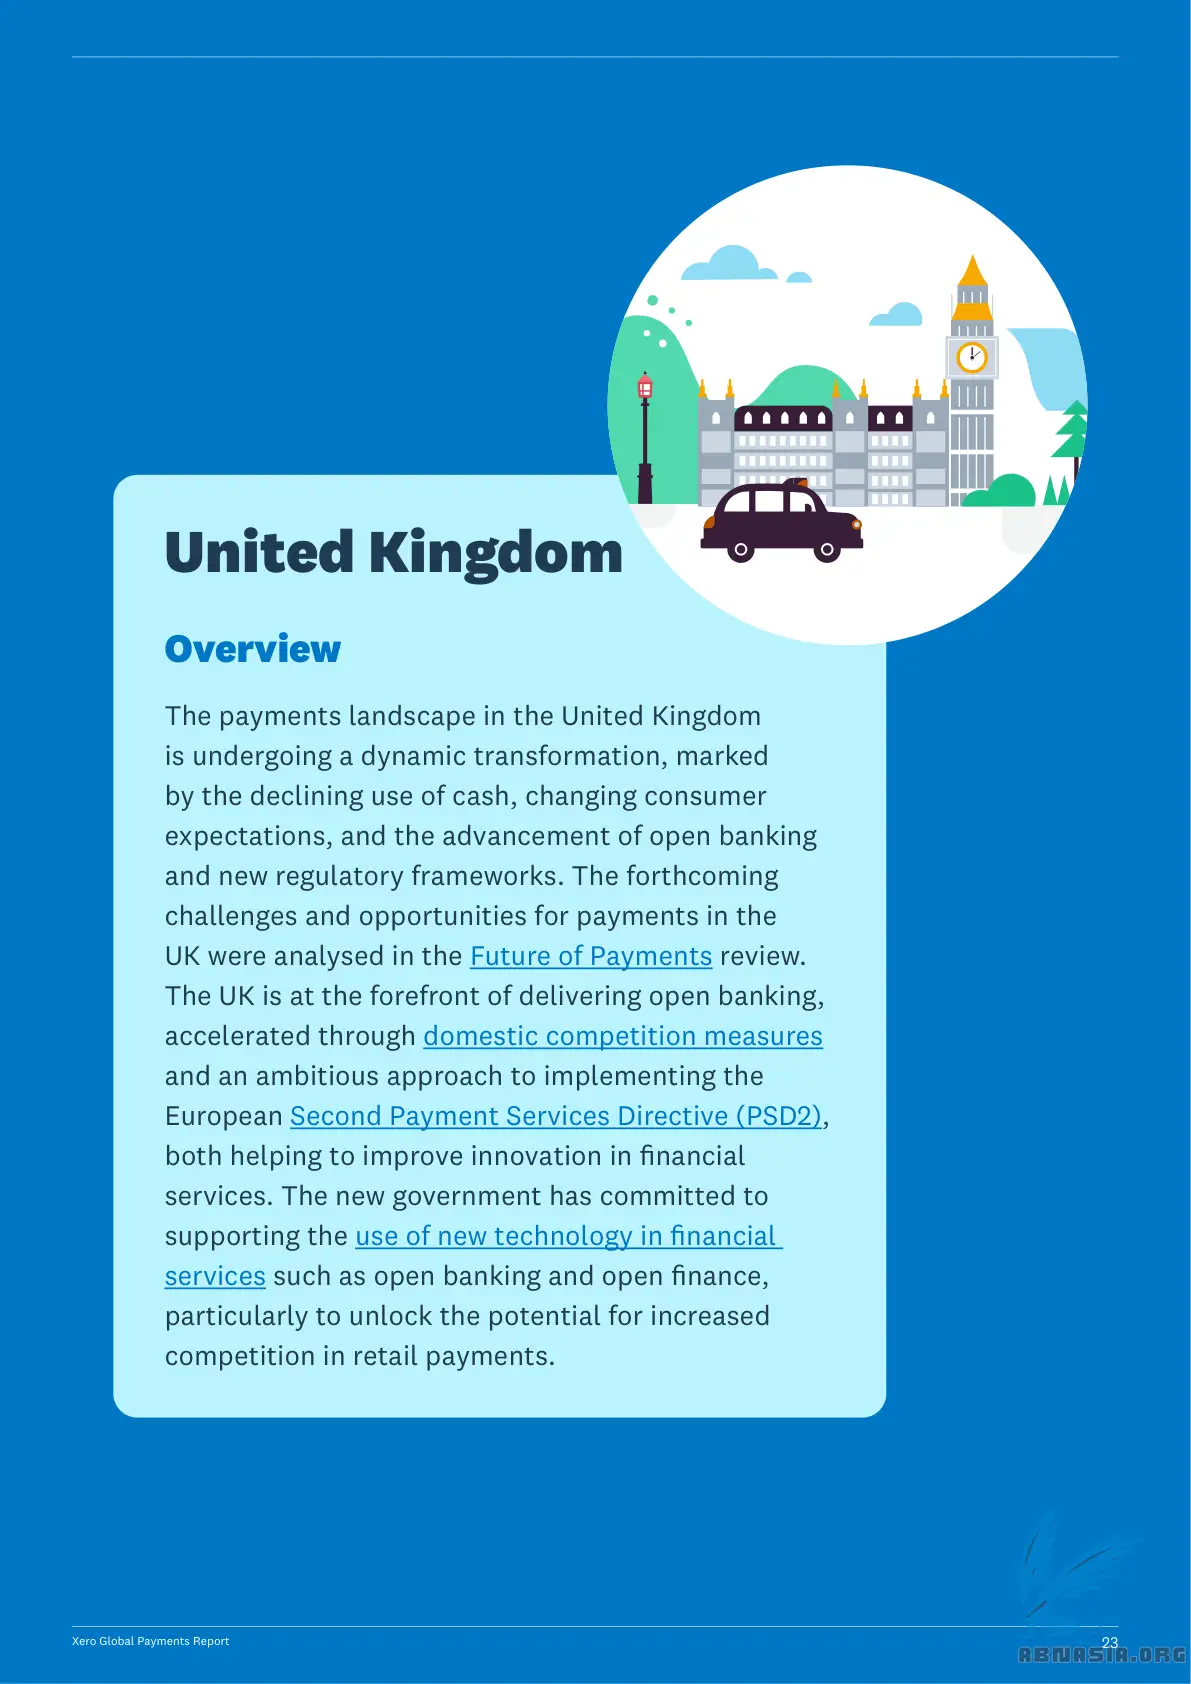 United Kingdom
Overview
The payments landscape in the United Kingdom
is undergoing a dynamic transformation, marked
by the declining use of cash, changing consumer
expectations, and the advancement of open banking
and new regulatory frameworks. The forthcoming
challenges and opportunities for payments in the
UK were analysed in the Future of Payments review.
The UK is at the forefront of delivering open banking,
accelerated through domestic competition measures
and an ambitious approach to implementing the
European Second Payment Services Directive (PSD2),
both helping to improve innovation in financial
services. The new government has committed to
supporting the use of new technology in financial
services such as open banking and open finance,
particularly to unlock the potential for increased
competition in retail payments.
Xero Global Payments Report
23
ABNASIA.ORG